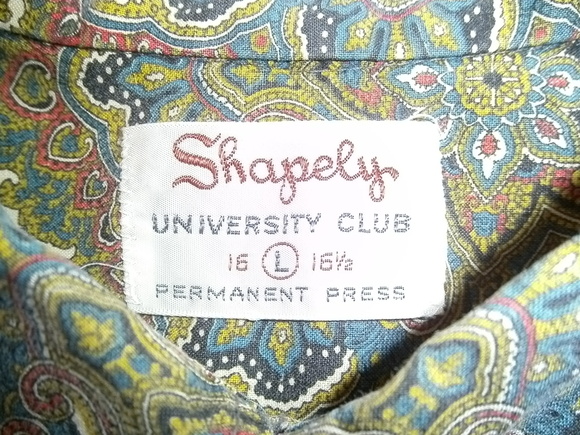 Shapely
UNIVERSITY CLUB
16 L 16½
PERMANENT PRESS